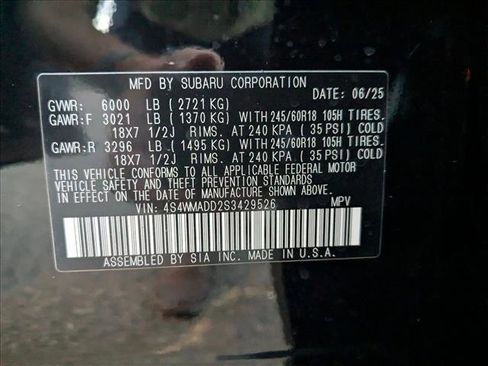 MFD BY SUBARU CORPORATION DATE: 06/25
GVWR: 6000 LB (2721 KG)
GAWR:F 3021 LB (1370 KG) WITH 245/60R18 105H TIRES.
18X7 1/2J RIMS. AT 240 KPA (35 PSI) COLD
GAWR:R 3296 LB (1495 KG) WITH 245/60R18 105H TIRES.
18X7 1/2J RIMS. AT 240 KPA (35 PSI) COLD
THIS VEHICLE CONFORMS TO ALL APPLICABLE FEDERAL MOTOR
VEHICLE SAFETY AND THEFT PREVENTION STANDARDS IN EFFECT ON THE
DATE OF MANUFACTURE SHOWN ABOVE.
VIN: 4S4WMADD2S3429526 MPV
ASSEMBLED BY SIA INC. MADE IN U.S.A.